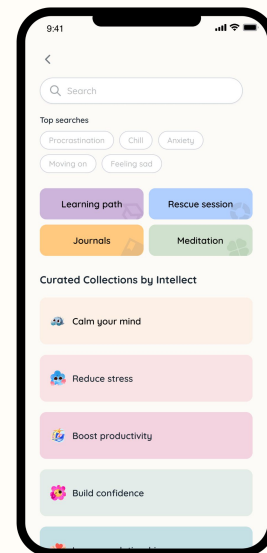 9:41
Search
Top searches
Procrastination Chill Anxiety
Moving on Feeling sad
Learning path Rescue session
Journals Meditation
Curated Collections by Intellect
Calm your mind
Reduce stress
Boost productivity
Build confidence